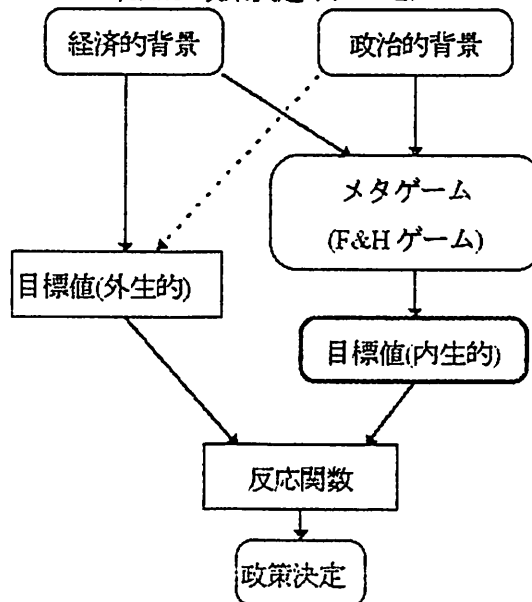 経済的背景
政治的背景
メタゲーム
(F&Hゲーム)
目標値(外生的)
目標値(内生的)
反応関数
政策決定